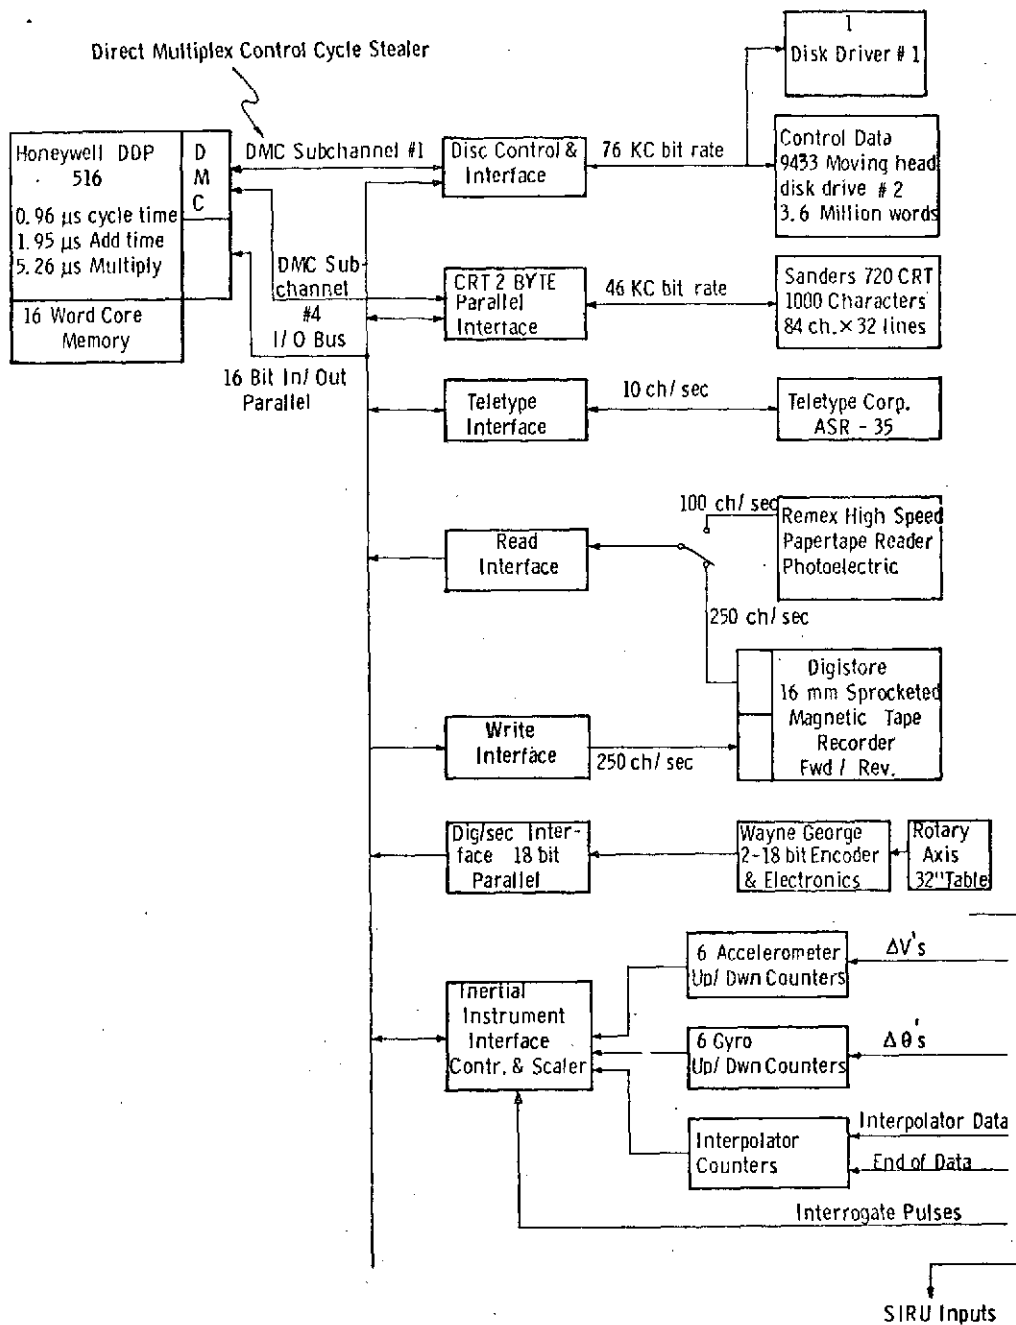 Direct Multiplex Control Cycle Stealer
1
Disk Driver # 1
Honeywell DDP
516
0.96 μs cycle time
1.95 μs Add time
5.26 μs Multiply
D
M
C
16 Word Core
Memory
DMC Subchannel #1
Disc Control &
Interface
76 KC bit rate
Control Data
9433 Moving head
disk drive # 2
3.6 Million words
DMC Sub-
channel
#4
I/O Bus
16 Bit In/Out
Parallel
CRT 2 BYTE
Parallel
Interface
46 KC bit rate
Sanders 720 CRT
1000 Characters
84 ch. × 32 lines
Teletype
Interface
10 ch/sec
Teletype Corp.
ASR - 35
Read
Interface
100 ch/sec
Remex High Speed
Papertape Reader
Photoelectric
250 ch/sec
Digistore
16 mm Sprocketed
Magnetic Tape
Recorder
Fwd / Rev.
Write
Interface
250 ch/sec
Dig/sec Inter-
face 18 bit
Parallel
Wayne George
2-18 bit Encoder
& Electronics
Rotary
Axis
32" Table
Inertial
Instrument
Interface
Contr. & Scaler
6 Accelerometer
Up/Dwn Counters
ΔV's
6 Gyro
Up/Dwn Counters
Δθ's
Interpolator
Counters
Interpolator Data
End of Data
Interrogate Pulses
SIRU Inputs